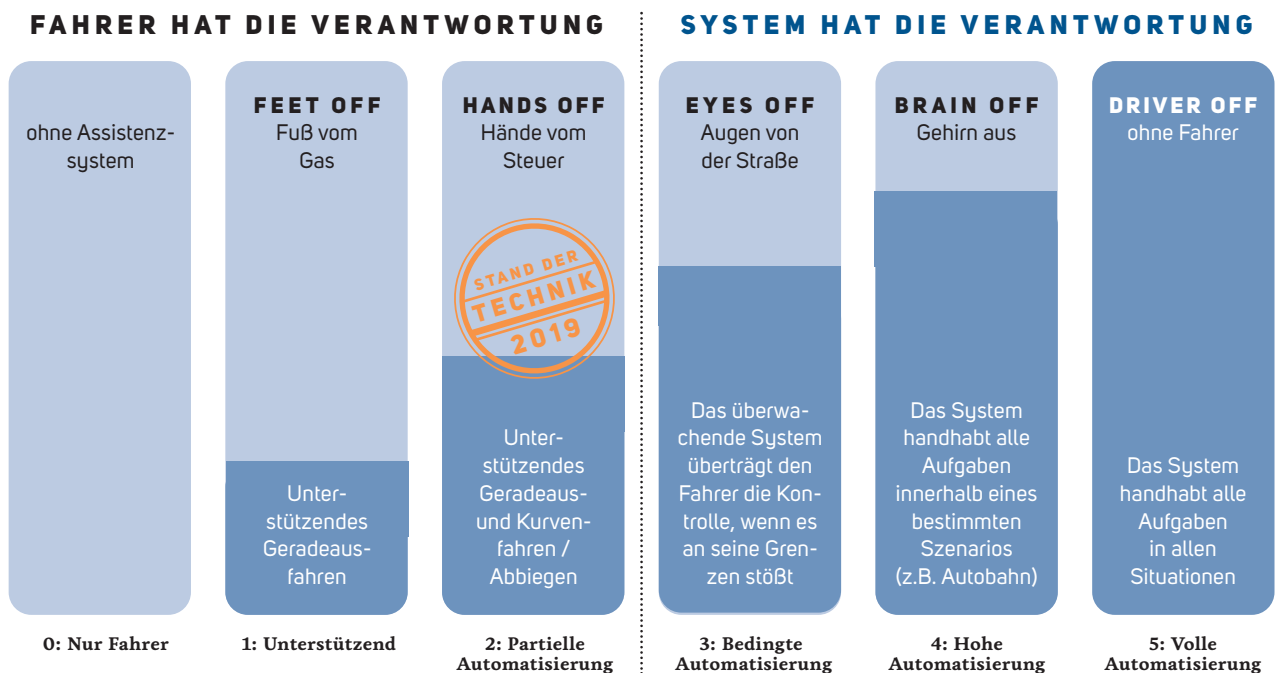 FAHRER HAT DIE VERANTWORTUNG
SYSTEM HAT DIE VERANTWORTUNG
ohne Assistenz-
system
FEET OFF
Fuß vom
Gas
Unter-
stützendes
Geradeaus-
fahren
HANDS OFF
Hände vom
Steuer
STAND DER
TECHNIK
2019
Unter-
stützendes
Geradeaus-
und Kurven-
fahren /
Abbiegen
EYES OFF
Augen von
der Straße
Das überwa-
chende System
überträgt den
Fahrer die Kon-
trolle, wenn es
an seine Gren-
zen stößt
BRAIN OFF
Gehirn aus
Das System
handhabt alle
Aufgaben
innerhalb eines
bestimmten
Szenarios
(z.B. Autobahn)
DRIVER OFF
ohne Fahrer
Das System
handhabt alle
Aufgaben
in allen
Situationen
0: Nur Fahrer
1: Unterstützend
2: Partielle
Automatisierung
3: Bedingte
Automatisierung
4: Hohe
Automatisierung
5: Volle
Automatisierung